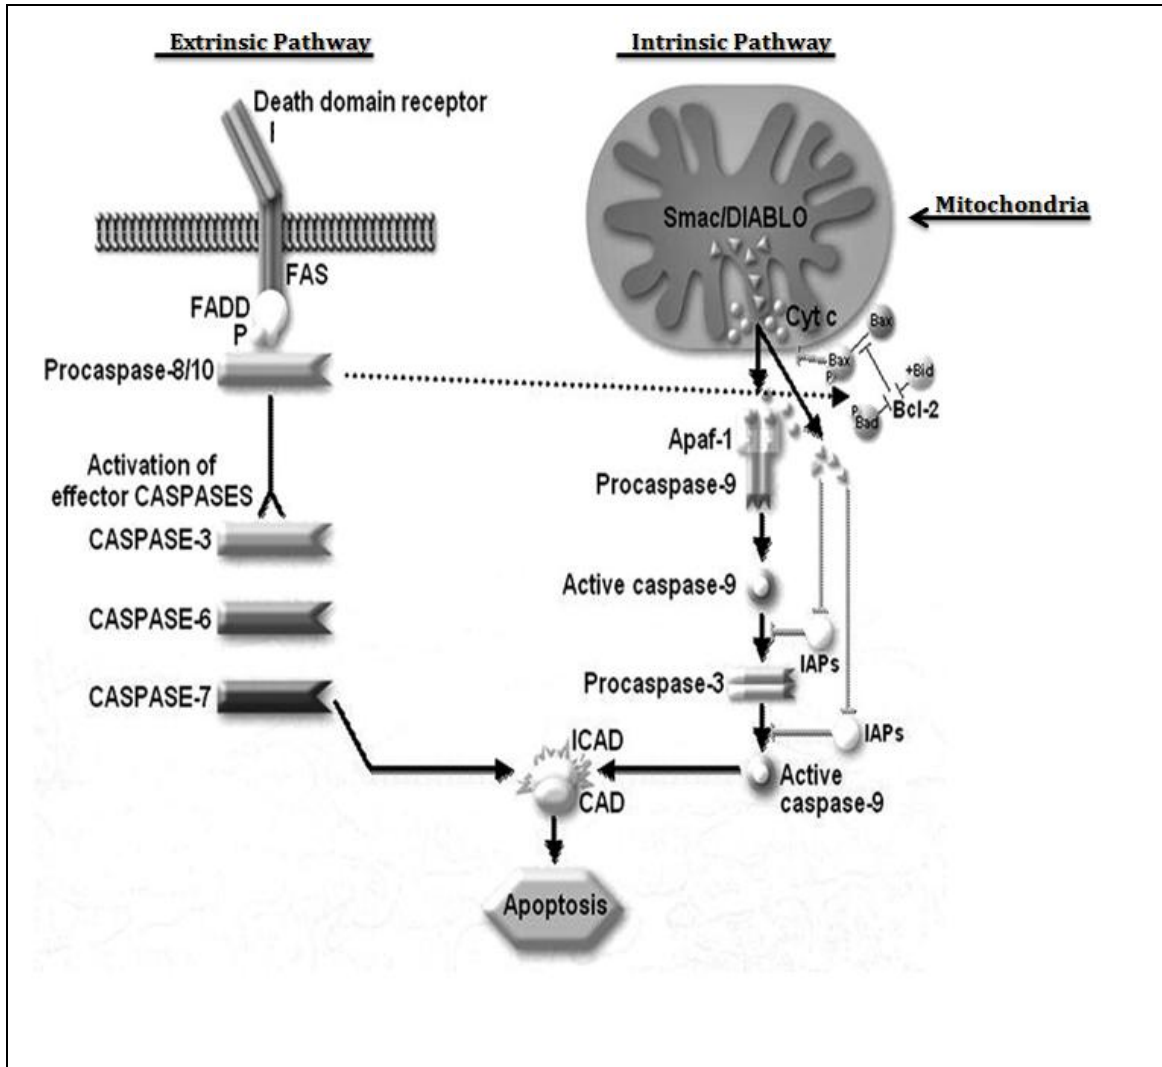 Extrinsic Pathway
Intrinsic Pathway
Death domain receptor
Smac/DIABLO
Mitochondria
FAS
FADD
P
Cyt c
Bax
Bax
P
+Bid
Procaspase-8/10
Bcl-2
P
Bad
Apaf-1
Procaspase-9
Activation of
effector CASPASES
CASPASE-3
Active caspase-9
CASPASE-6
IAPs
Procaspase-3
CASPASE-7
IAPs
ICAD
CAD
Active
caspase-9
Apoptosis